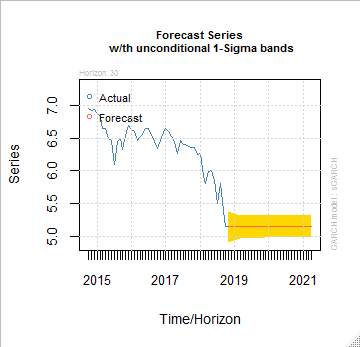 Forecast Series
w/th unconditional 1-Sigma bands
Horizon: 30
Actual
Forecast
7.0
6.5
6.0
5.5
5.0
Series
2015
2017
2019
2021
Time/Horizon
GARCH model : sGARCH